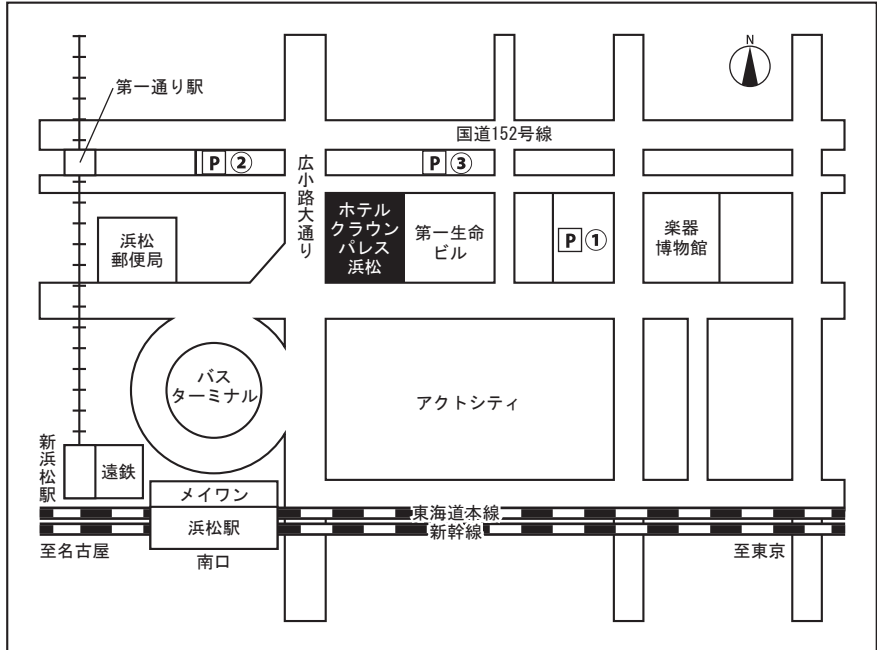 N
第一通り駅
国道152号線
P ②
P ③
広小路大通り
ホテル
クラウン
パレス
浜松
第一生命
ビル
P ①
楽器
博物館
浜松
郵便局
バス
ターミナル
アクトシティ
新浜松駅
遠鉄
メイワン
東海道本線
浜松駅
新幹線
至名古屋
南口
至東京